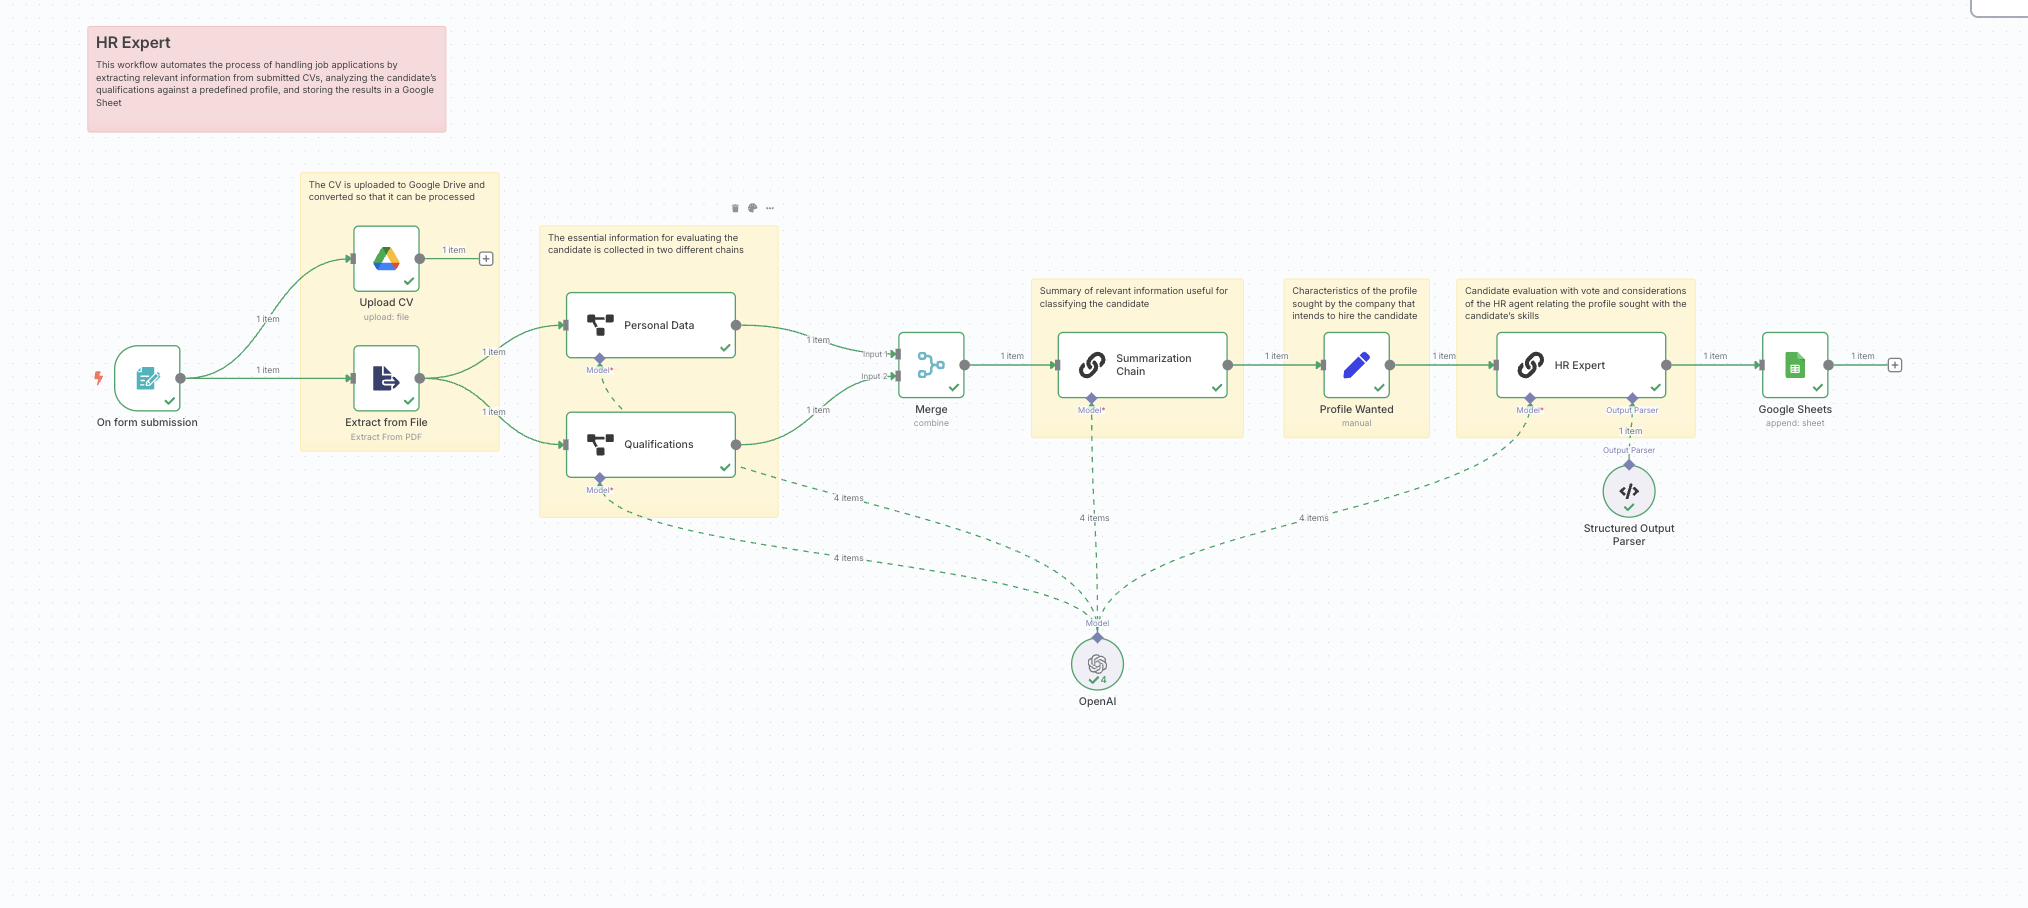 HR Expert
This workflow automates the process of handling job applications by
extracting relevant information from submitted CVs, analyzing the candidate's
qualifications against a predefined profile, and storing the results in a Google
Sheet
The CV is uploaded to Google Drive and
converted so that it can be processed
1 item
Upload CV
upload: file
1 item
1 item
On form submission
Extract from File
Extract From PDF
1 item
1 item
The essential information for evaluating the
candidate is collected in two different chains
Personal Data
Model*
Qualifications
Model*
1 item
1 item
Input 1
Input 2
Merge
combine
1 item
Summary of relevant information useful for
classifying the candidate
Summarization
Chain
Model*
1 item
Characteristics of the profile
sought by the company that
intends to hire the candidate
Profile Wanted
manual
1 item
Candidate evaluation with vote and considerations
of the HR agent relating the profile sought with the
candidate's skills
HR Expert
Model*
Output Parser
1 item
Output Parser
Structured Output
Parser
1 item
Google Sheets
append: sheet
1 item
4 items
4 items
4 items
4 items
Model
4
OpenAI